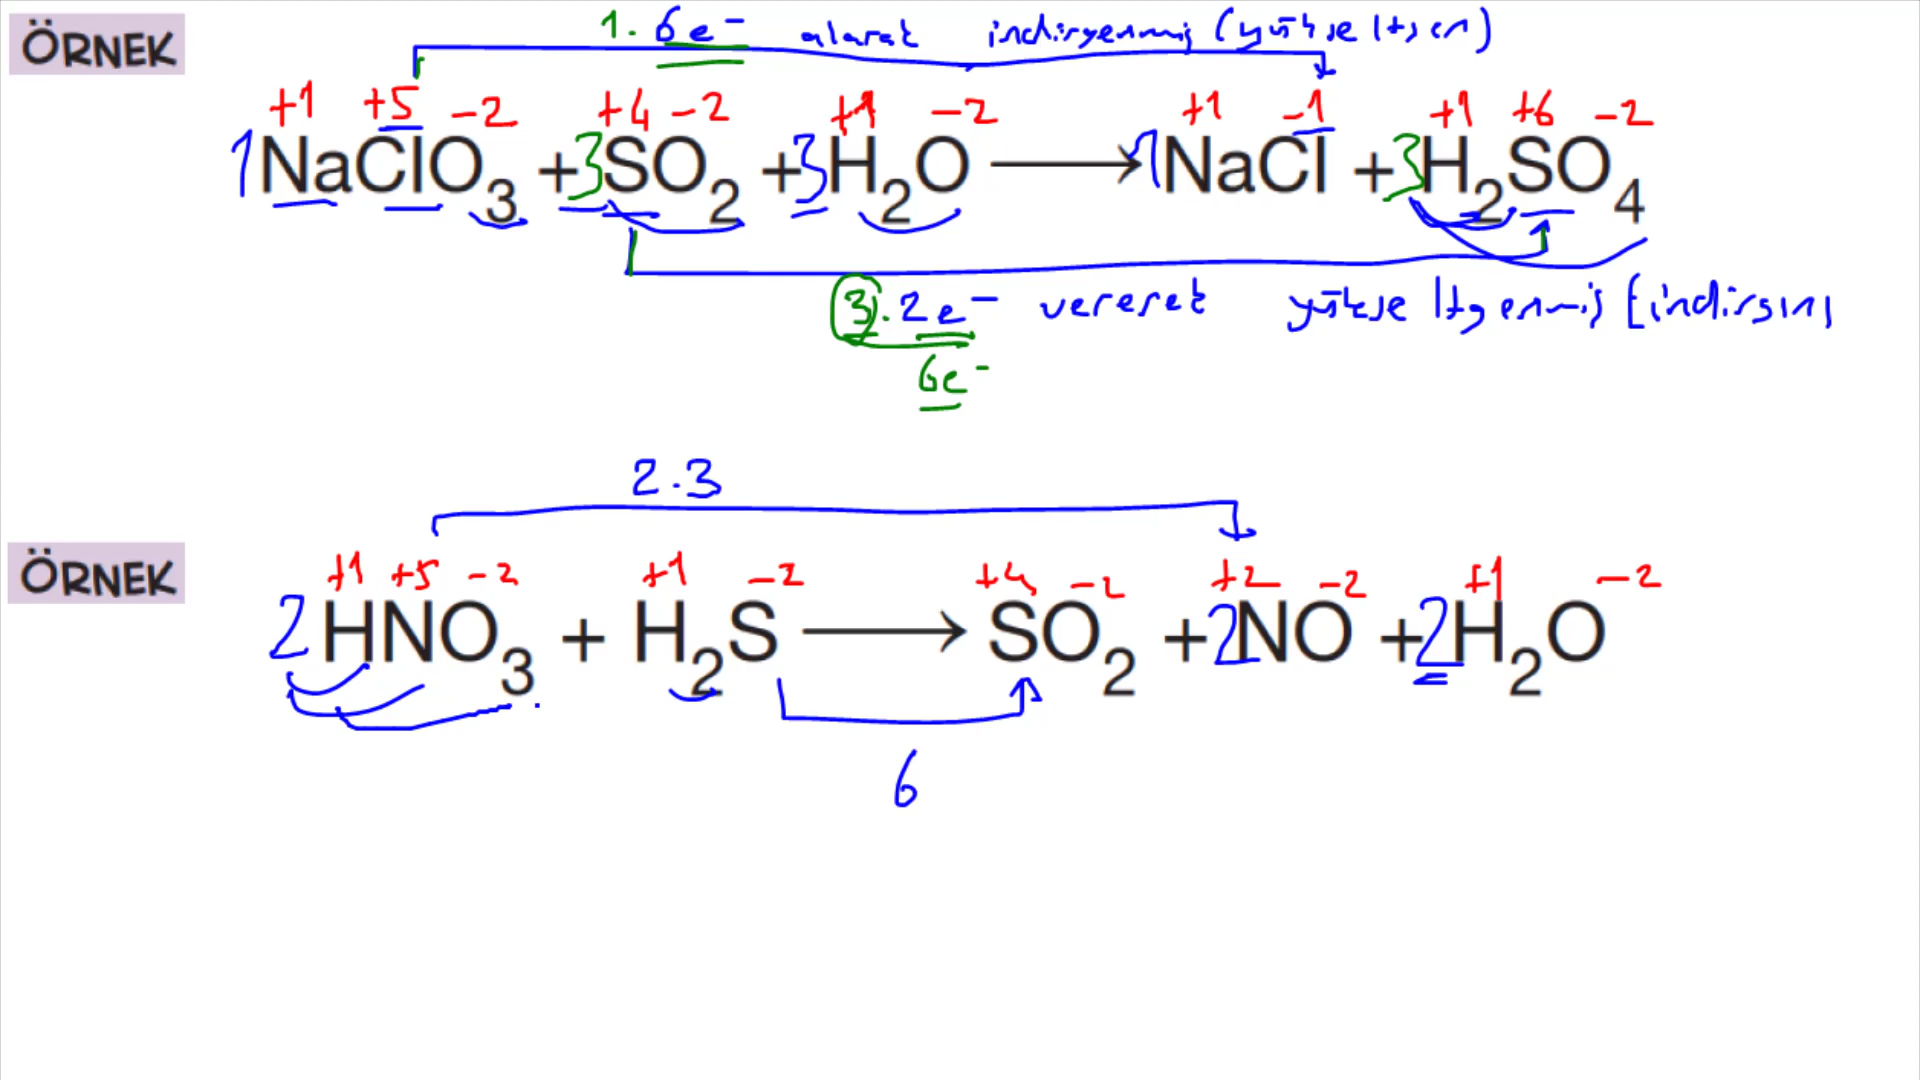 ÖRNEK
1. 6e⁻ alarak indirgenmiş (yükseltgen)
+1 +5 -2 +4 -2 +1 -2 +1 -1 +1 +6 -2
1NaClO₃ + 3SO₂ + 3H₂O ⟶ 1NaCl + 3H₂SO₄
3. 2e⁻ vererek yükseltgenmiş [indirgen]
6e⁻
2.3
ÖRNEK
+1 +5 -2 +1 -2 +4 -2 +2 -2 +1 -2
2HNO₃ + H₂S ⟶ SO₂ + 2NO + 2H₂O
6